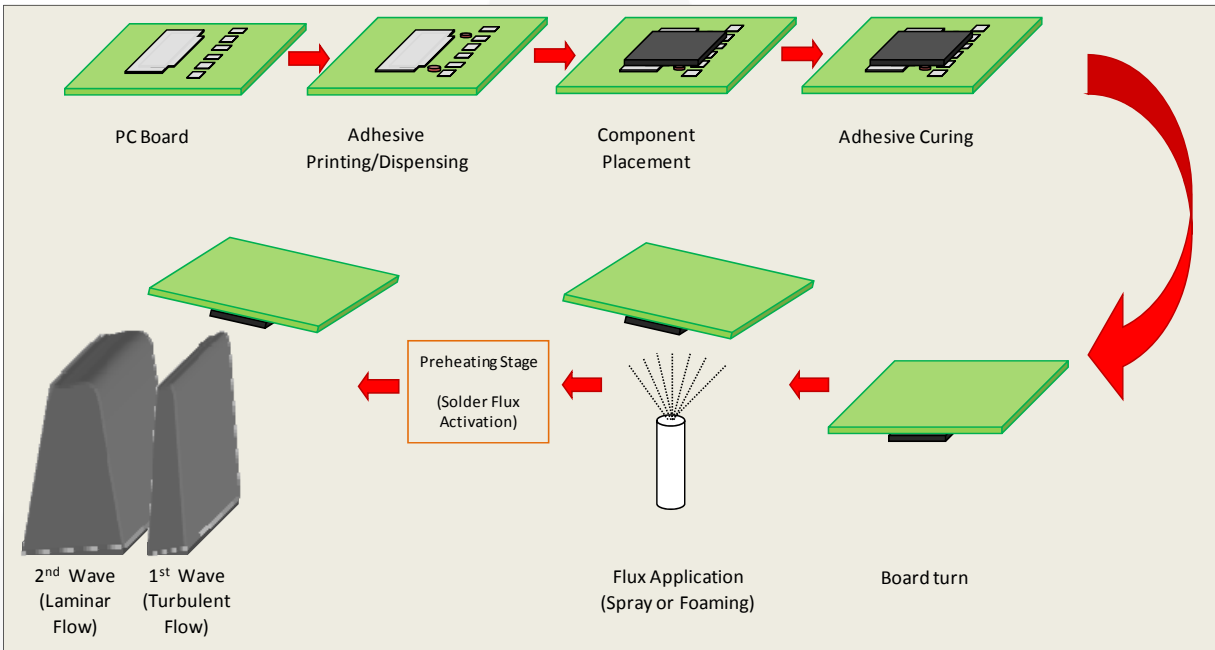 PC Board
Adhesive
Printing/Dispensing
Component
Placement
Adhesive Curing
Preheating Stage
(Solder Flux
Activation)
2nd Wave
(Laminar
Flow)
1st Wave
(Turbulent
Flow)
Flux Application
(Spray or Foaming)
Board turn